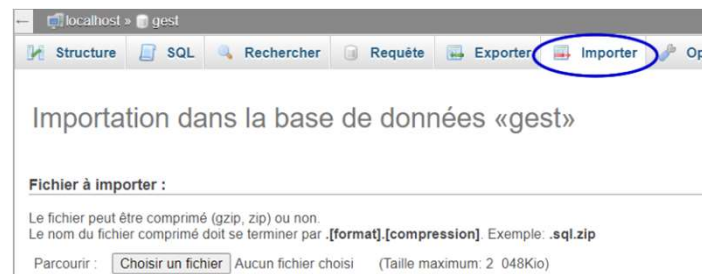 localhost » gest
Structure SQL Rechercher Requête Exporter Importer Op
Importation dans la base de données «gest»
Fichier à importer :
Le fichier peut être comprimé (gzip, zip) ou non.
Le nom du fichier comprimé doit se terminer par .[format].[compression]. Exemple: .sql.zip
Parcourir : Choisir un fichier Aucun fichier choisi (Taille maximum: 2 048Kio)